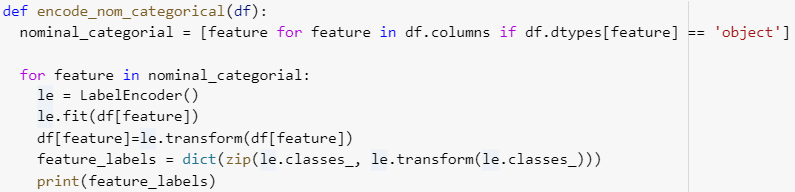 def encode_nom_categorical(df):
  nominal_categorial = [feature for feature in df.columns if df.dtypes[feature] == 'object']
  for feature in nominal_categorial:
    le = LabelEncoder()
    le.fit(df[feature])
    df[feature]=le.transform(df[feature])
    feature_labels = dict(zip(le.classes_, le.transform(le.classes_)))
    print(feature_labels)